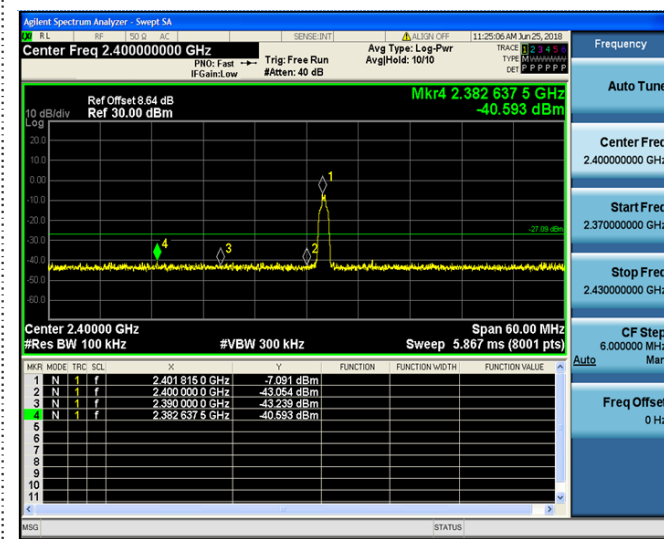 Agilent Spectrum Analyzer - Swept SA
RL RF 50 Ω AC SENSE:INT ALIGN OFF 11:25:06 AM Jun 25, 2018
Center Freq 2.400000000 GHz
PNO: Fast
IFGain:Low
Trig: Free Run
#Atten: 40 dB
Avg Type: Log-Pwr
Avg|Hold: 10/10
TRACE 1 2 3 4 5 6
TYPE M
DET P P P P P P
Frequency
Auto Tune
Center Freq
2.400000000 GHz
Start Freq
2.370000000 GHz
Stop Freq
2.430000000 GHz
CF Step
6.000000 MHz
Auto Man
Freq Offset
0 Hz
Mkr4 2.382 637 5 GHz
-40.593 dBm
Ref Offset 8.64 dB
10 dB/div Ref 30.00 dBm
Log
20.0
10.0
0.00
-10.0
-20.0
-30.0
-40.0
-50.0
-60.0
1
-27.09 dBm
4
3
2
Center 2.40000 GHz Span 60.00 MHz
#Res BW 100 kHz #VBW 300 kHz Sweep 5.867 ms (8001 pts)
MKR MODE TRC SCL X Y FUNCTION FUNCTION WIDTH FUNCTION VALUE
1 N 1 f 2.401 815 0 GHz -7.091 dBm
2 N 1 f 2.400 000 0 GHz -43.054 dBm
3 N 1 f 2.390 000 0 GHz -43.239 dBm
4 N 1 f 2.382 637 5 GHz -40.593 dBm
5
6
7
8
9
10
11
MSG STATUS